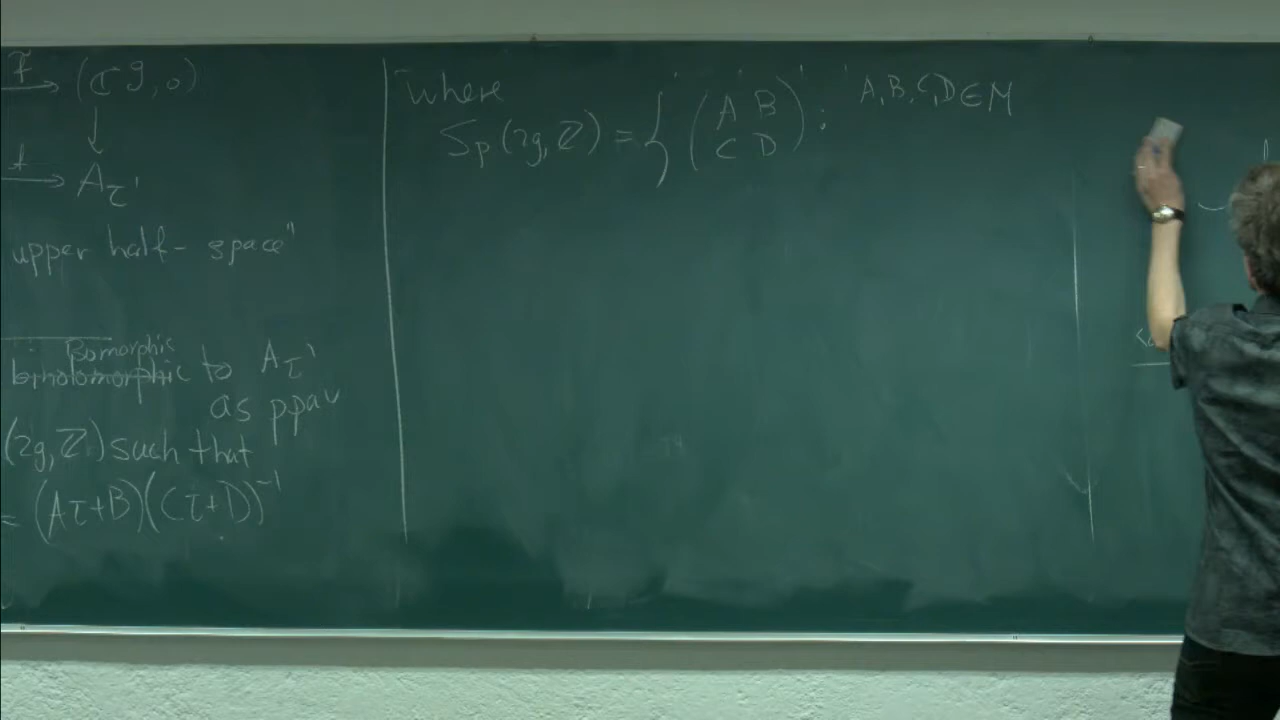 F̃ → (ℂ^g, 0)
↓
f → A_τ'
upper half-space"
Isomorphic
biholomorphic to A_τ'
as ppav
(2g, ℤ) such that
= (Aτ+B)(Cτ+D)^-1
where
Sp(2g, ℤ) = { (A B
C D) : A,B,C,D ∈ M